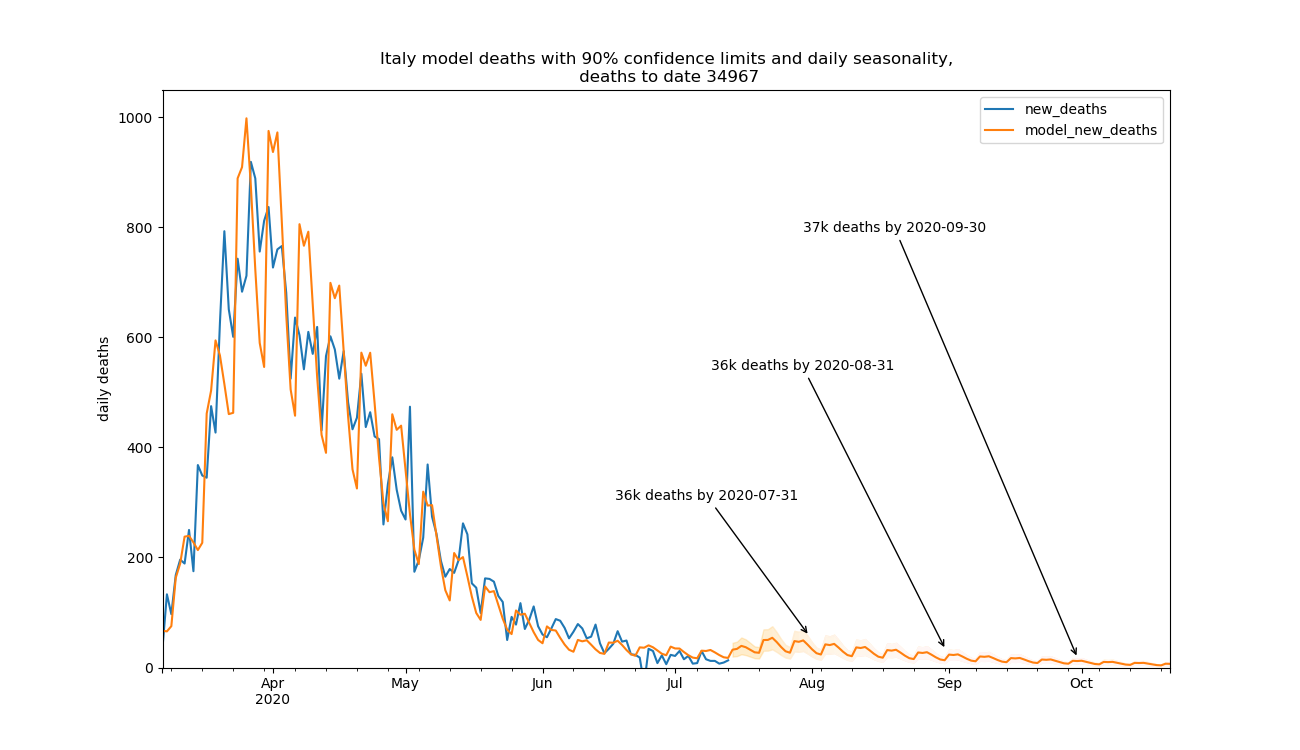 Italy model deaths with 90% confidence limits and daily seasonality,
deaths to date 34967
new_deaths
model_new_deaths
1000
800
600
400
200
0
daily deaths
37k deaths by 2020-09-30
36k deaths by 2020-08-31
36k deaths by 2020-07-31
Apr
May
Jun
Jul
Aug
Sep
Oct
2020